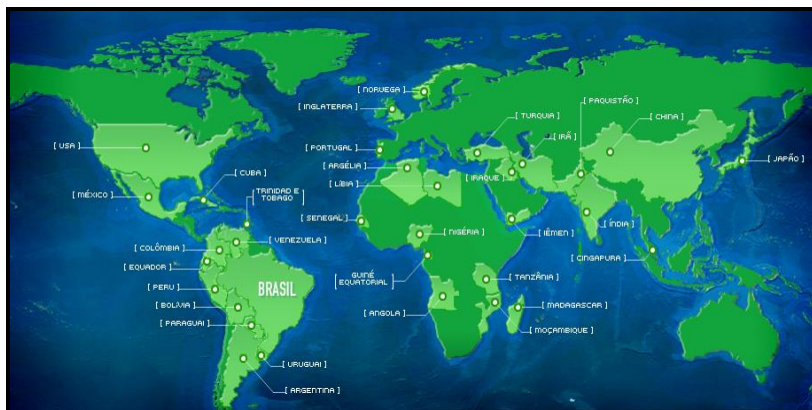 [ NORUEGA ]
[ INGLATERRA ]
[ PAQUISTÃO ]
[ TURQUIA ]
[ CHINA ]
[ IRÃ ]
[ USA ]
[ PORTUGAL ]
[ JAPÃO ]
[ ARGÉLIA ]
[ CUBA ]
[ IRAQUE ]
[ LÍBIA ]
[ MÉXICO ]
[ TRINIDAD E
TOBAGO ]
[ SENEGAL ]
[ ÍNDIA ]
[ NIGÉRIA ]
[ IÊMEN ]
[ COLÔMBIA ]
[ VENEZUELA ]
[ CINGAPURA ]
[ EQUADOR ]
[ GUINÉ
EQUATORIAL ]
[ TANZÂNIA ]
[ PERU ]
BRASIL
[ BOLÍVIA ]
[ MADAGASCAR ]
[ ANGOLA ]
[ PARAGUAI ]
[ MOÇAMBIQUE ]
[ URUGUAI ]
[ ARGENTINA ]